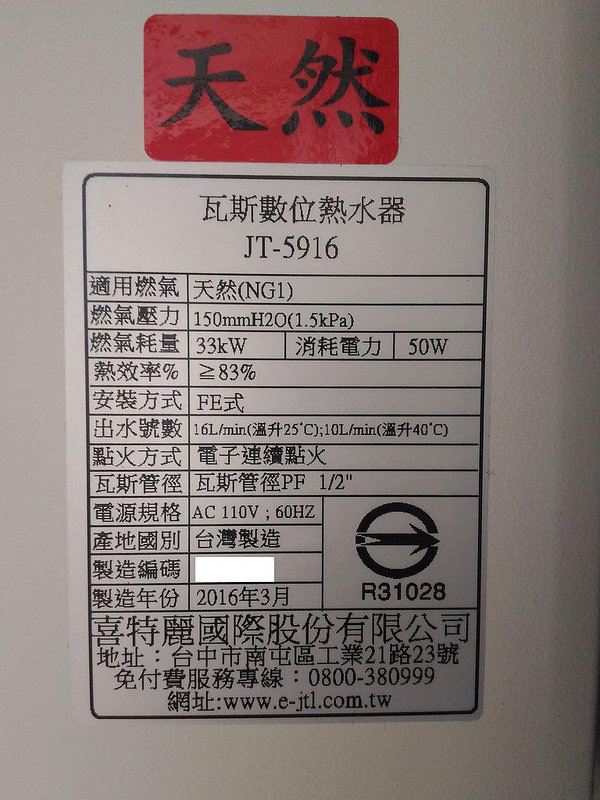 天然
瓦斯數位熱水器
JT-5916
適用燃氣 天然(NG1)
燃氣壓力 150mmH2O(1.5kPa)
燃氣耗量 33kW 消耗電力 50W
熱效率% ≧83%
安裝方式 FE式
出水號數 16L/min(溫升25°C);10L/min(溫升40°C)
點火方式 電子連續點火
瓦斯管徑 瓦斯管徑PF 1/2"
電源規格 AC 110V ; 60HZ
產地國別 台灣製造
製造編碼
製造年份 2016年3月
R31028
喜特麗國際股份有限公司
地址：台中市南屯區工業21路23號
免付費服務專線：0800-380999
網址:www.e-jtl.com.tw